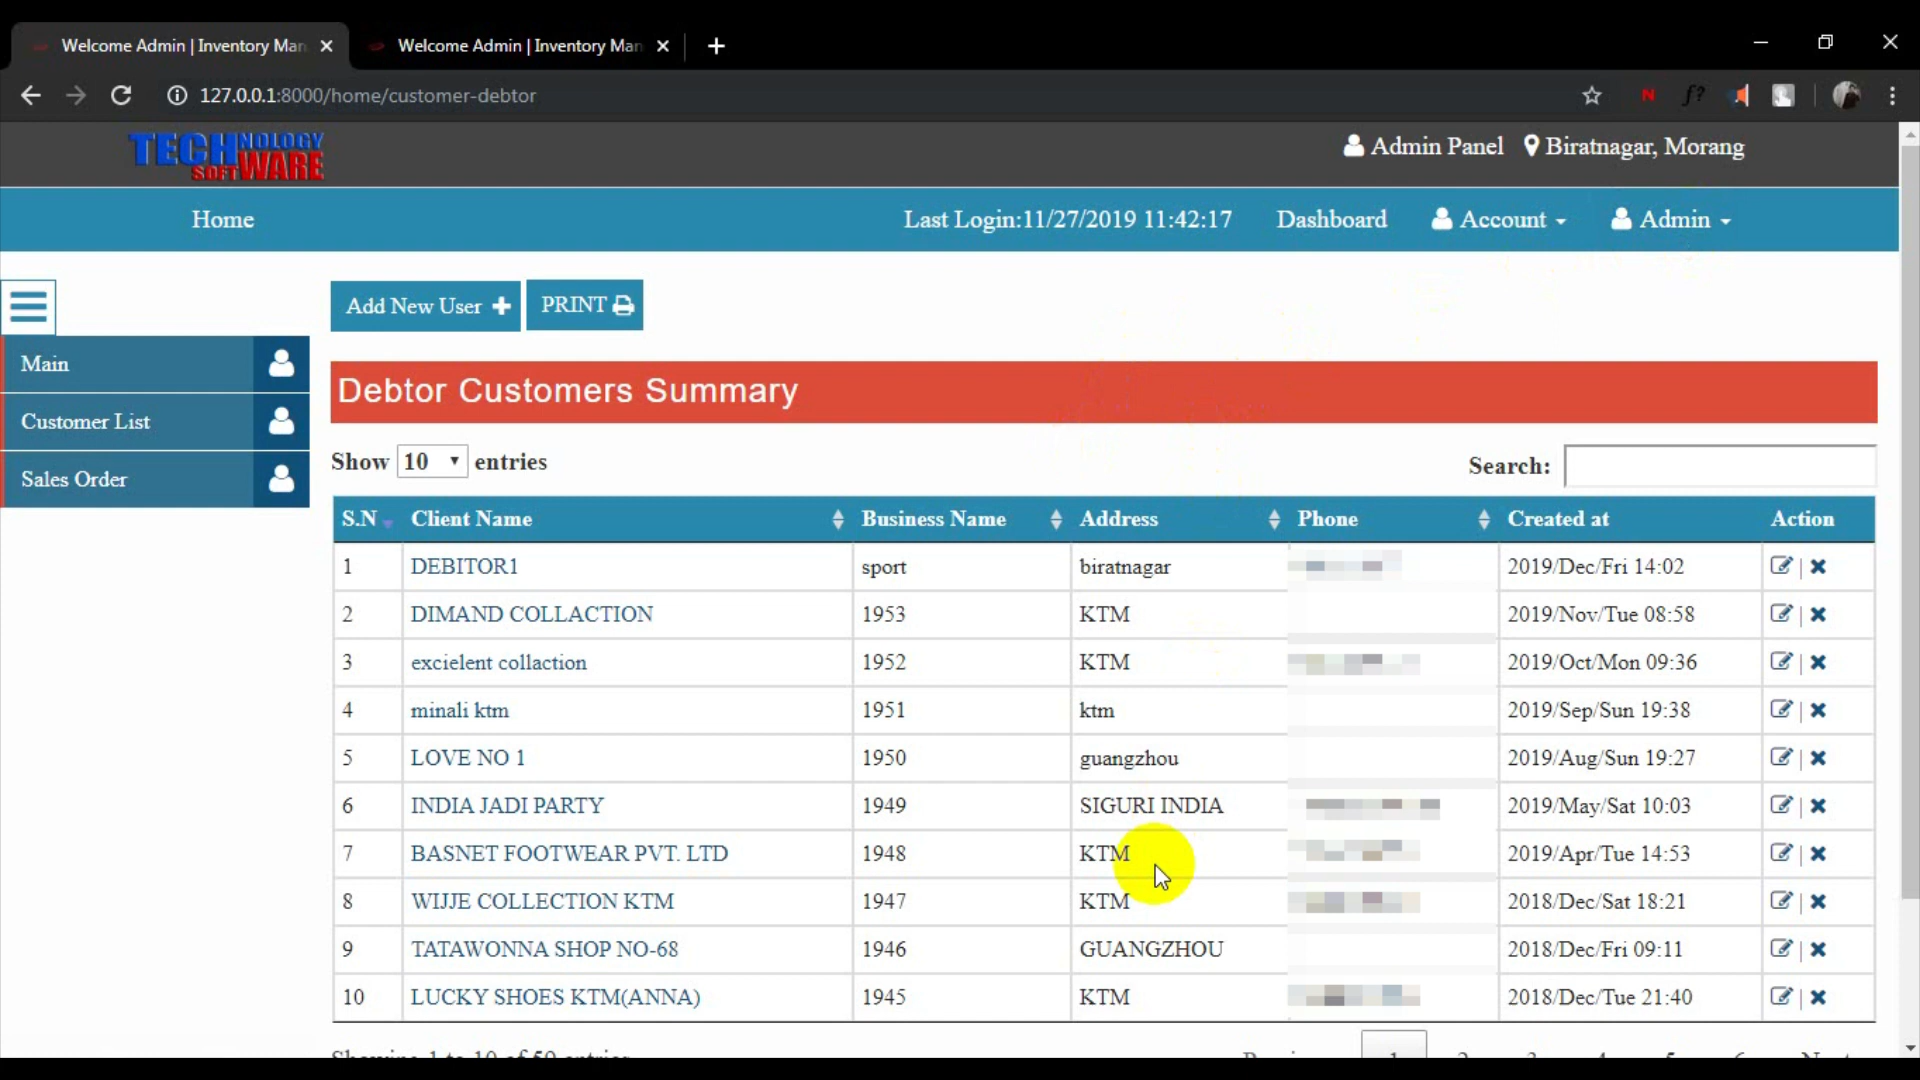 Welcome Admin | Inventory Man
Welcome Admin | Inventory Man
127.0.0.1:8000/home/customer-debtor
TECHNOLOGY
SOFTWARE
Admin Panel Biratnagar, Morang
Home Last Login:11/27/2019 11:42:17 Dashboard Account Admin
Add New User PRINT
Main
Customer List
Sales Order
Debtor Customers Summary
Show 10 entries Search:
S.N Client Name Business Name Address Phone Created at Action
1 DEBITOR1 sport biratnagar 2019/Dec/Fri 14:02
2 DIMAND COLLACTION 1953 KTM 2019/Nov/Tue 08:58
3 excielent collaction 1952 KTM 2019/Oct/Mon 09:36
4 minali ktm 1951 ktm 2019/Sep/Sun 19:38
5 LOVE NO 1 1950 guangzhou 2019/Aug/Sun 19:27
6 INDIA JADI PARTY 1949 SIGURI INDIA 2019/May/Sat 10:03
7 BASNET FOOTWEAR PVT. LTD 1948 KTM 2019/Apr/Tue 14:53
8 WIJJE COLLECTION KTM 1947 KTM 2018/Dec/Sat 18:21
9 TATAWONNA SHOP NO-68 1946 GUANGZHOU 2018/Dec/Fri 09:11
10 LUCKY SHOES KTM(ANNA) 1945 KTM 2018/Dec/Tue 21:40